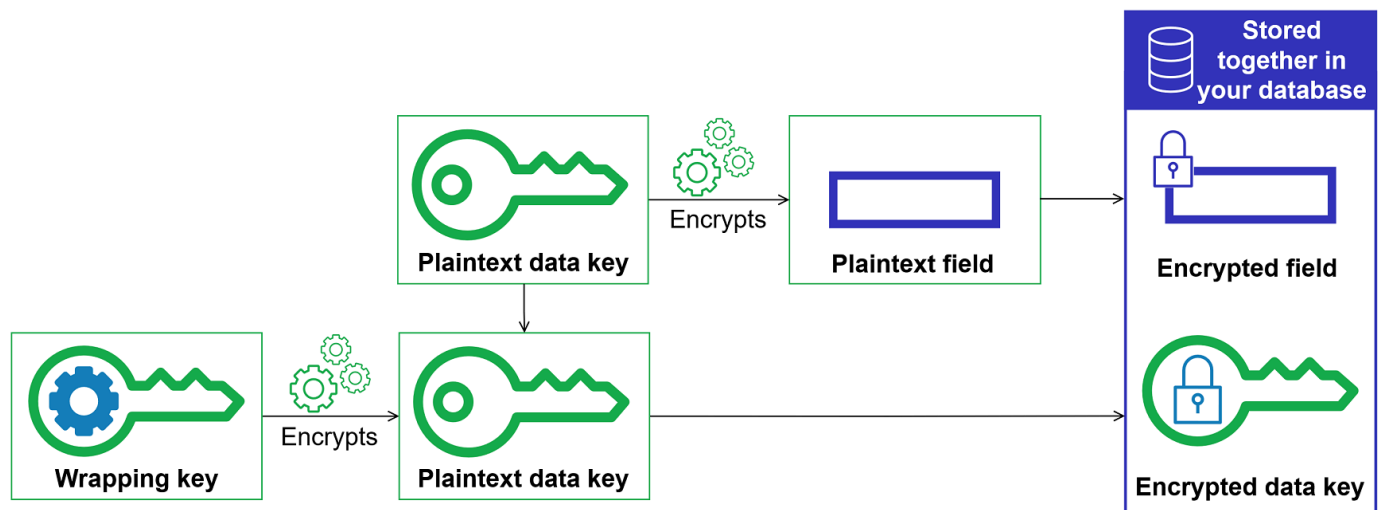 Stored
together in
your database
Plaintext data key
Encrypts
Plaintext field
Encrypted field
Wrapping key
Encrypts
Plaintext data key
Encrypted data key